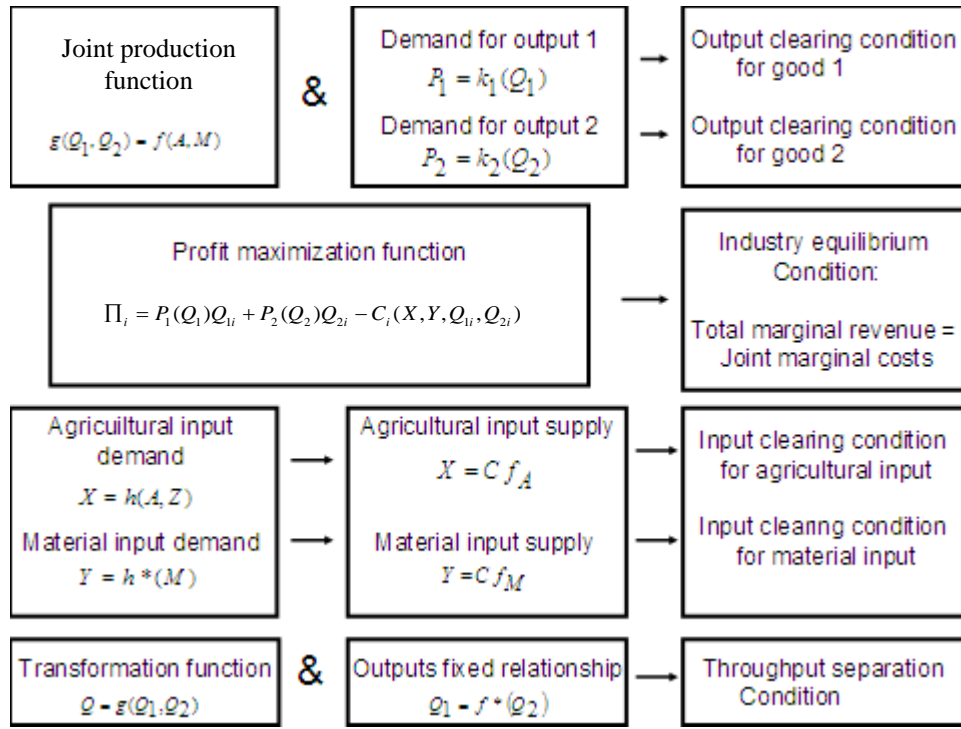 Joint production
function
g(Q1,Q2) = f(A,M)
&
Demand for output 1
P1 = k1(Q1)
Demand for output 2
P2 = k2(Q2)
Output clearing condition
for good 1
Output clearing condition
for good 2
Profit maximization function
∏i = P1(Q1)Q1i + P2(Q2)Q2i − Ci(X,Y,Q1i,Q2i)
Industry equilibrium
Condition:
Total marginal revenue =
Joint marginal costs
Agricuiltural input
demand
X = h(A,Z)
Material input demand
Y = h*(M)
Agricultural input supply
X = C fA
Material input supply
Y = C fM
Input clearing condition
for agricultural input
Input clearing condition
for material input
Transformation function
Q = g(Q1,Q2)
&
Outputs fixed relationship
Q1 = f*(Q2)
Throughput separation
Condition